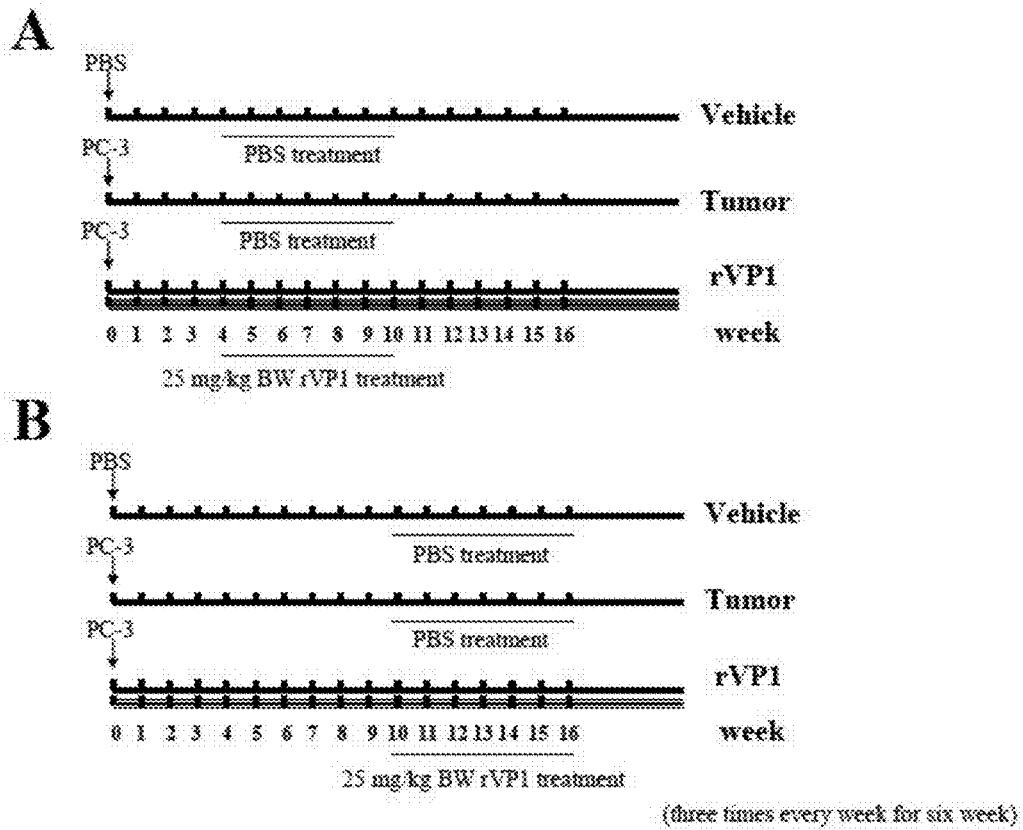 A
PBS
Vehicle
PBS treatment
PC-3
Tumor
PBS treatment
PC-3
rVP1
0 1 2 3 4 5 6 7 8 9 10 11 12 13 14 15 16 week
25 mg/kg BW rVP1 treatment
B
PBS
Vehicle
PBS treatment
PC-3
Tumor
PBS treatment
PC-3
rVP1
0 1 2 3 4 5 6 7 8 9 10 11 12 13 14 15 16 week
25 mg/kg BW rVP1 treatment
(three times every week for six week)